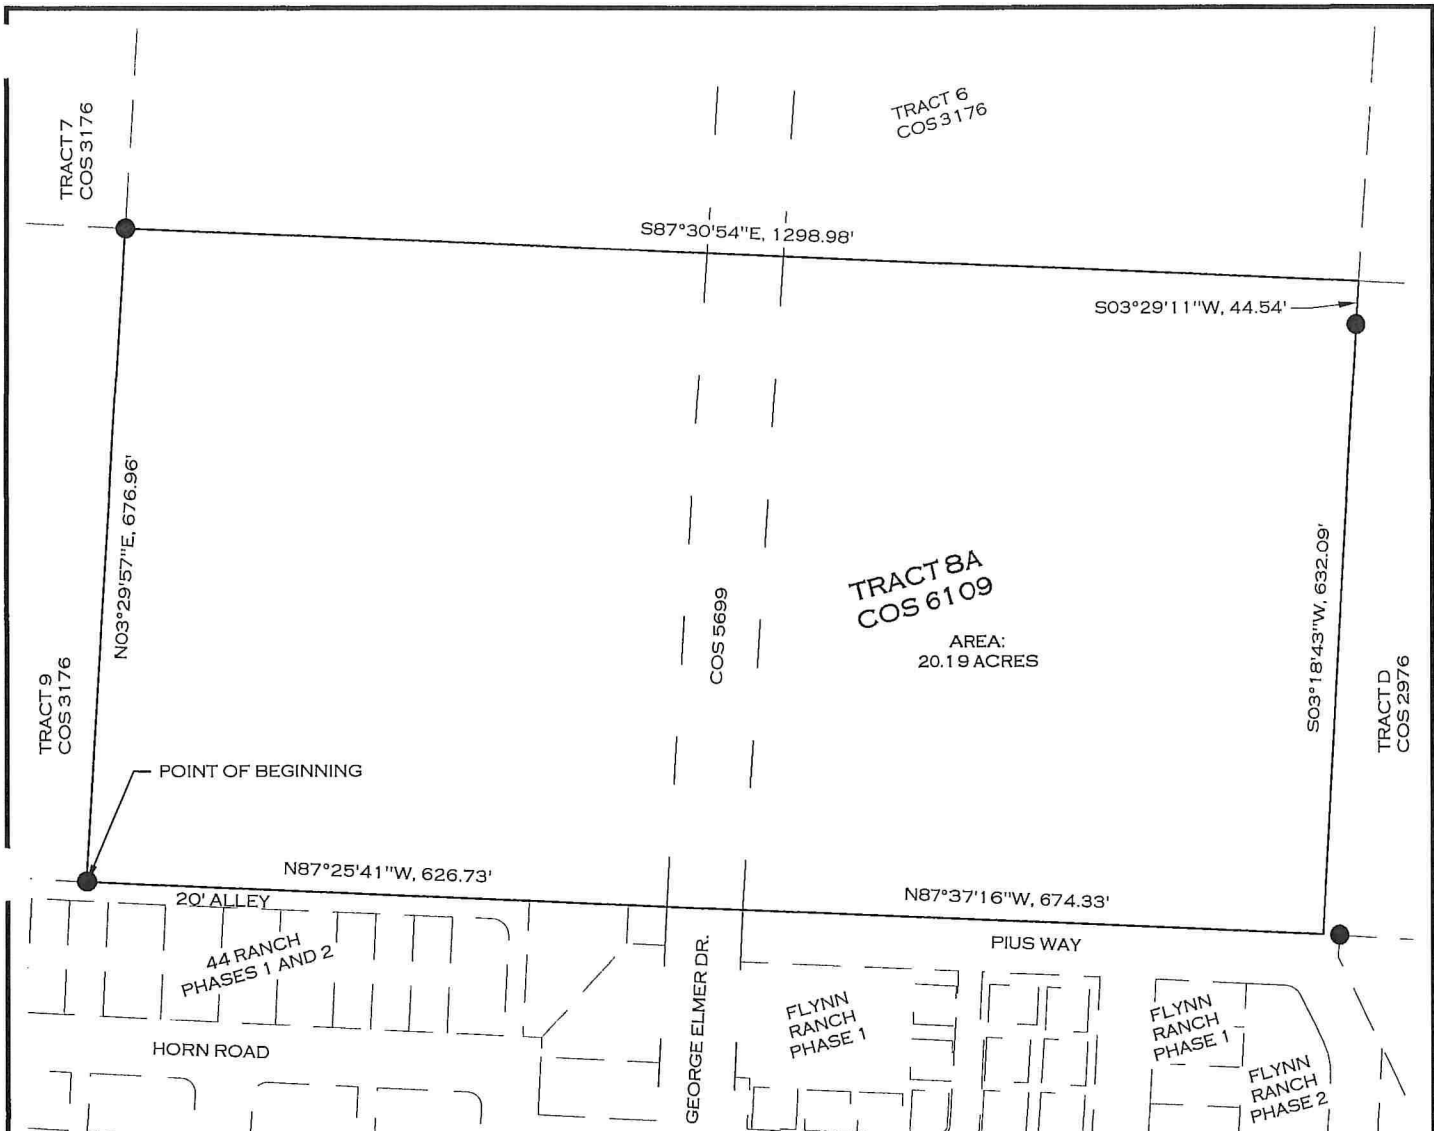 TRACT 6
COS 3176
TRACT 7
COS 3176
S87°30'54"E, 1298.98'
S03°29'11"W, 44.54'
N03°29'57"E, 676.96'
COS 5699
TRACT 8A
COS 6109
AREA:
20.19 ACRES
S03°18'43"W, 632.09'
TRACT 9
COS 3176
TRACT D
COS 2976
POINT OF BEGINNING
N87°25'41"W, 626.73'
N87°37'16"W, 674.33'
20' ALLEY
PIUS WAY
44 RANCH
PHASES 1 AND 2
GEORGE ELMER DR.
FLYNN
RANCH
PHASE 1
FLYNN
RANCH
PHASE 1
HORN ROAD
FLYNN
RANCH
PHASE 2